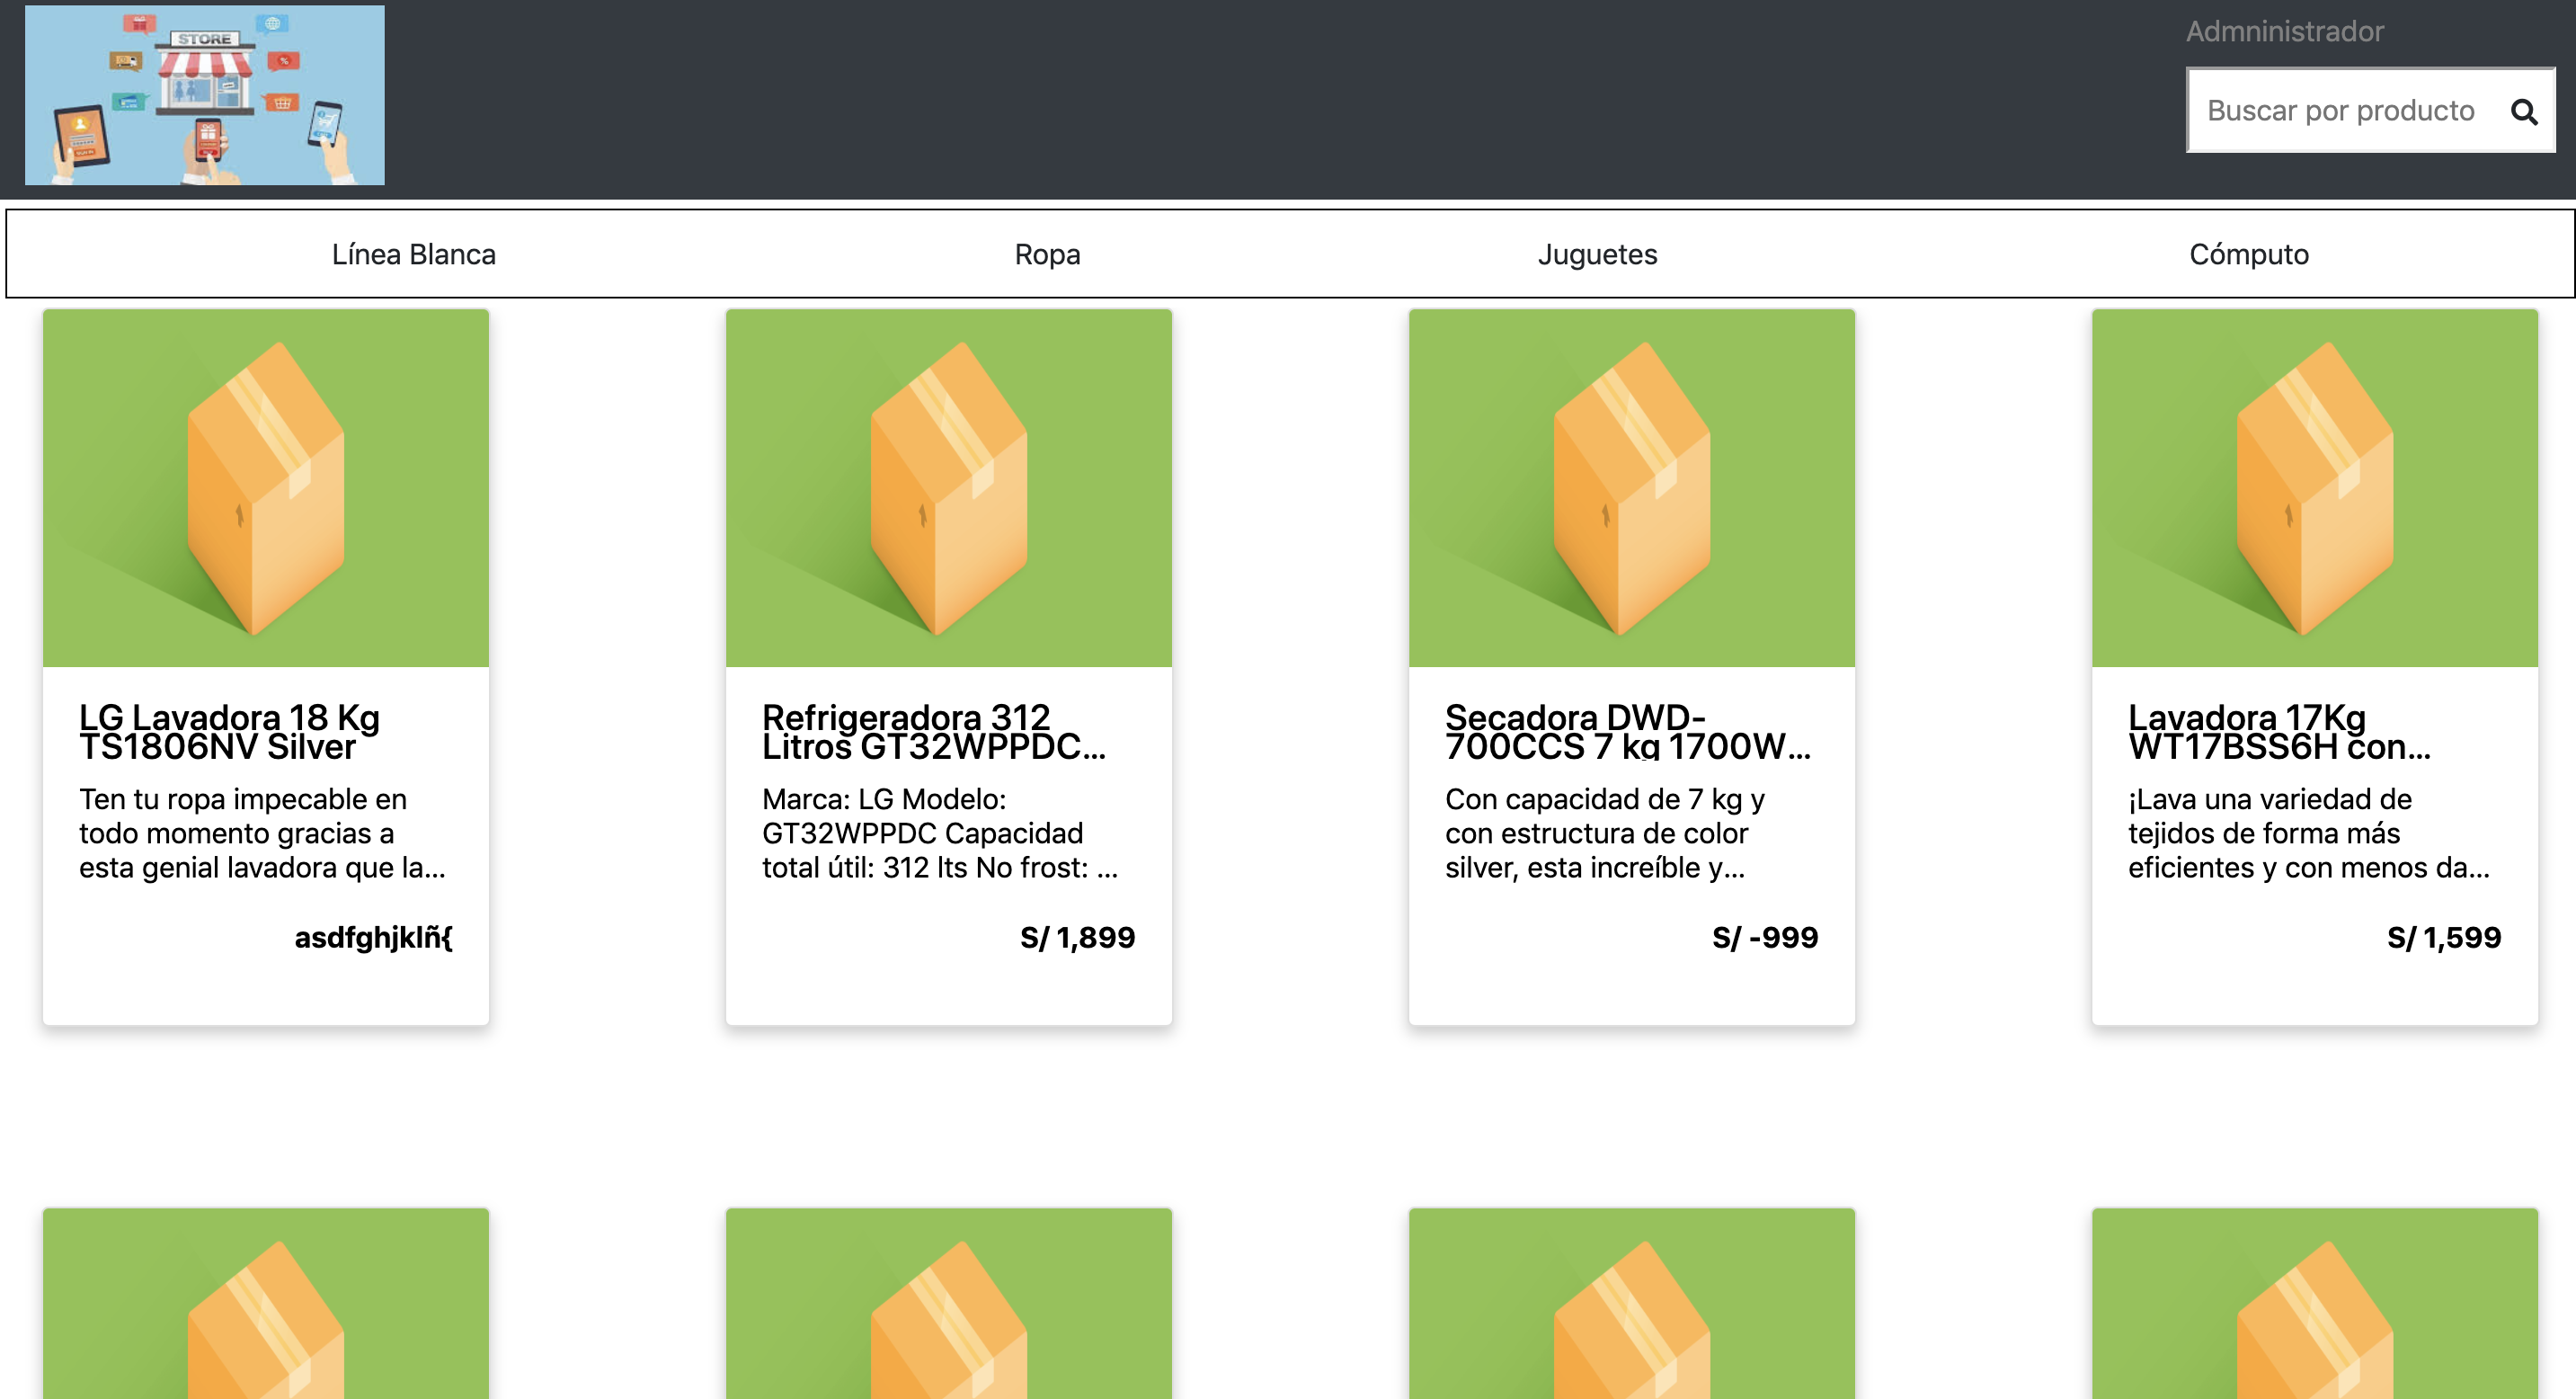 STORE
Admninistrador
Buscar por producto
Línea Blanca
Ropa
Juguetes
Cómputo
LG Lavadora 18 Kg
TS1806NV Silver
Ten tu ropa impecable en
todo momento gracias a
esta genial lavadora que la...
asdfghjklñ{
Refrigeradora 312
Litros GT32WPPDC...
Marca: LG Modelo:
GT32WPPDC Capacidad
total útil: 312 lts No frost: ...
S/ 1,899
Secadora DWD-
700CCS 7 kg 1700W...
Con capacidad de 7 kg y
con estructura de color
silver, esta increíble y...
S/ -999
Lavadora 17Kg
WT17BSS6H con...
¡Lava una variedad de
tejidos de forma más
eficientes y con menos da...
S/ 1,599